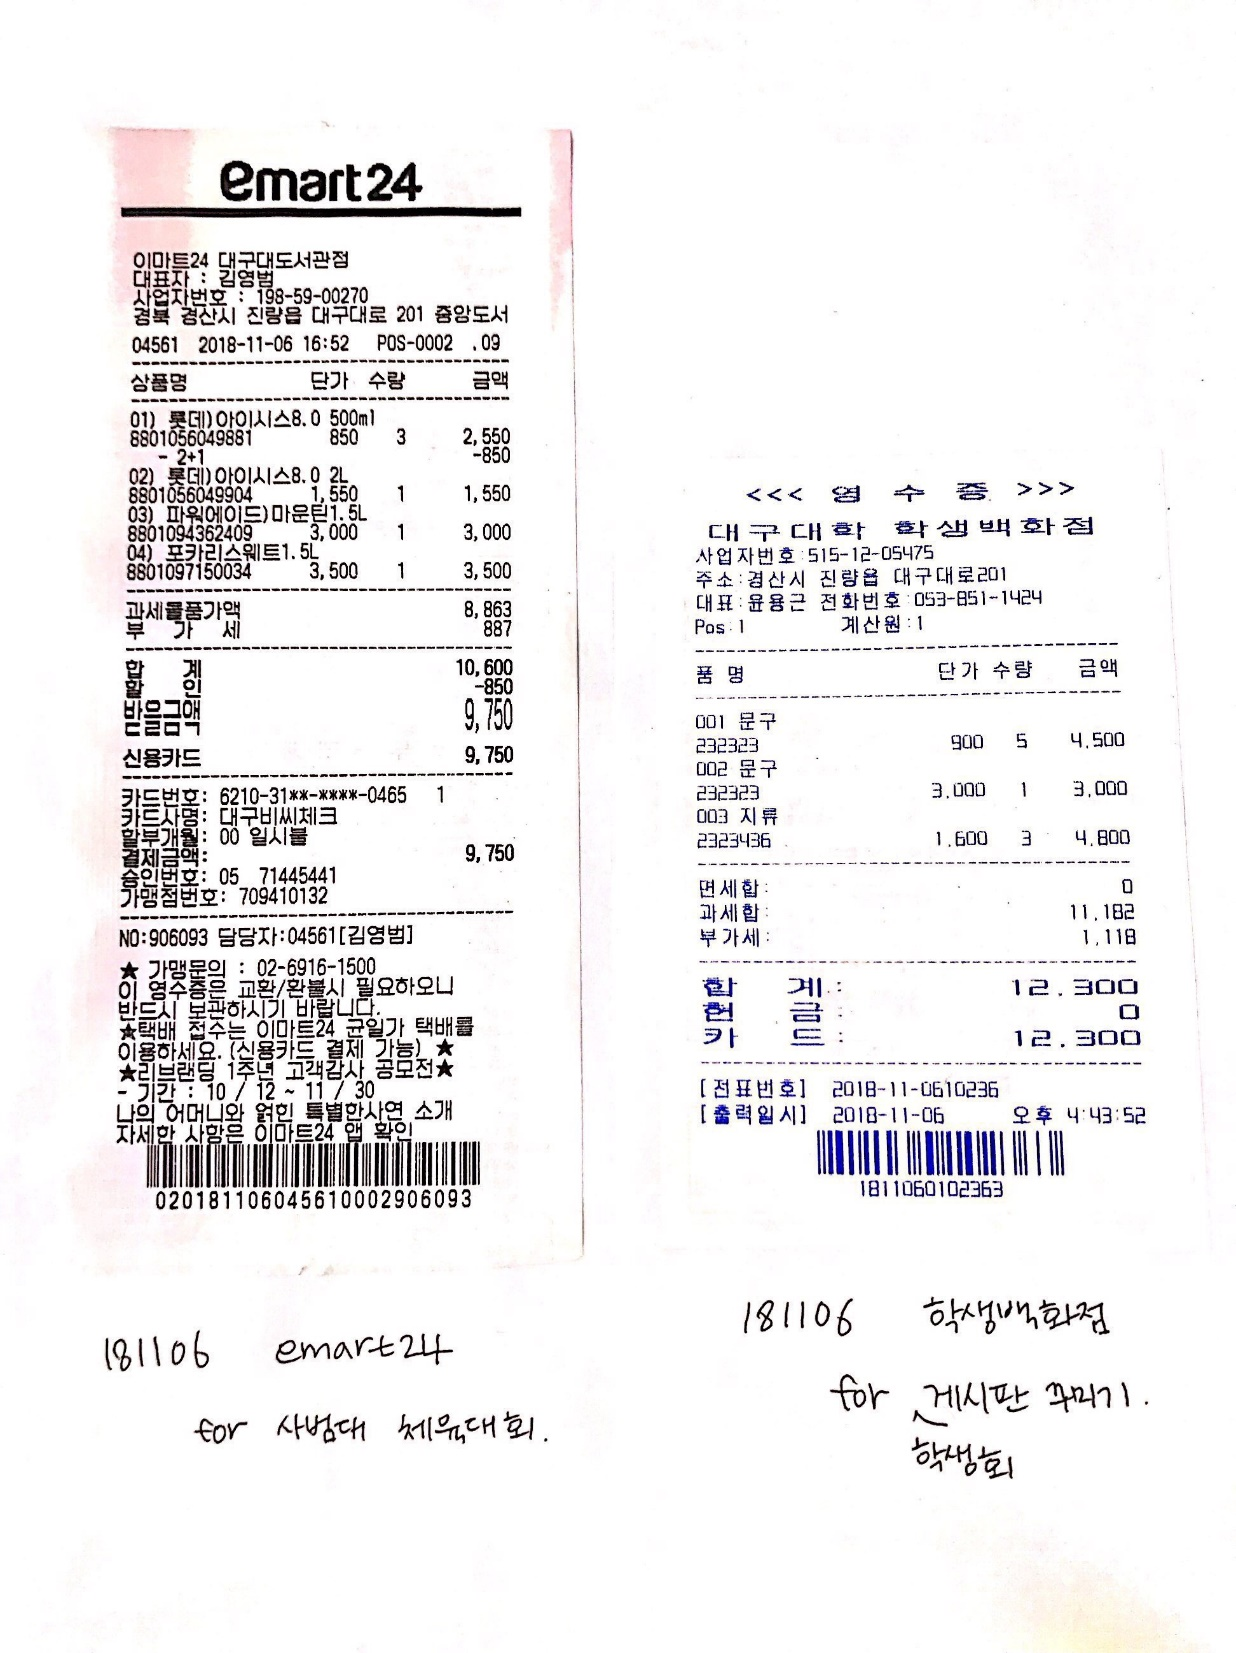 emart24
이마트24 대구대도서관점
대표자 : 김영범
사업자번호 : 198-59-00270
경북 경산시 진량읍 대구대로 201 중앙도서
04561 2018-11-06 16:52 POS-0002 .09
상품명 단가 수량 금액
01) 롯데)아이시스8.0 500ml
8801056049881 850 3 2,550
- 2+1 -850
02) 롯데)아이시스8.0 2L
8801056049904 1,550 1 1,550
03) 파워에이드)마운틴1.5L
8801094362409 3,000 1 3,000
04) 포카리스웨트1.5L
8801097150034 3,500 1 3,500
과세물품가액 8,863
부 가 세 887
합 계 10,600
할 인 -850
받을금액 9,750
신용카드 9,750
카드번호: 6210-31**-****-0465 1
카드사명: 대구비씨체크
할부개월: 00 일시불
결제금액: 9,750
승인번호: 05 71445441
가맹점번호: 709410132
NO:906093 담당자:04561[김영범]
★ 가맹문의 : 02-6916-1500
이 영수증은 교환/환불시 필요하오니
반드시 보관하시기 바랍니다.
★택배 접수는 이마트24 균일가 택배를
이용하세요.(신용카드 결제 가능) ★
★리브랜딩 1주년 고객감사 공모전★
- 기간 : 10 / 12 ~ 11 / 30
나의 어머니와 얽힌 특별한사연 소개
자세한 사항은 이마트24 앱 확인
020181106045610002906093
181106 emart24
for 사범대 체육대회.
<<< 영 수 증 >>>
대구대학 학생백화점
사업자번호:515-12-05475
주소:경산시 진량읍 대구대로201
대표:윤용근 전화번호:053-851-1424
Pos:1 계산원:1
품 명 단가 수량 금액
001 문구
232323 900 5 4,500
002 문구
232323 3,000 1 3,000
003 지류
2323436 1,600 3 4,800
면세합: 0
과세합: 11,182
부가세: 1,118
합 계: 12,300
현 금: 0
카 드: 12,300
[전표번호] 2018-11-0610236
[출력일시] 2018-11-06 오후 4:43:52
1811060102363
181106 학생백화점
for 게시판 꾸미기.
학생회